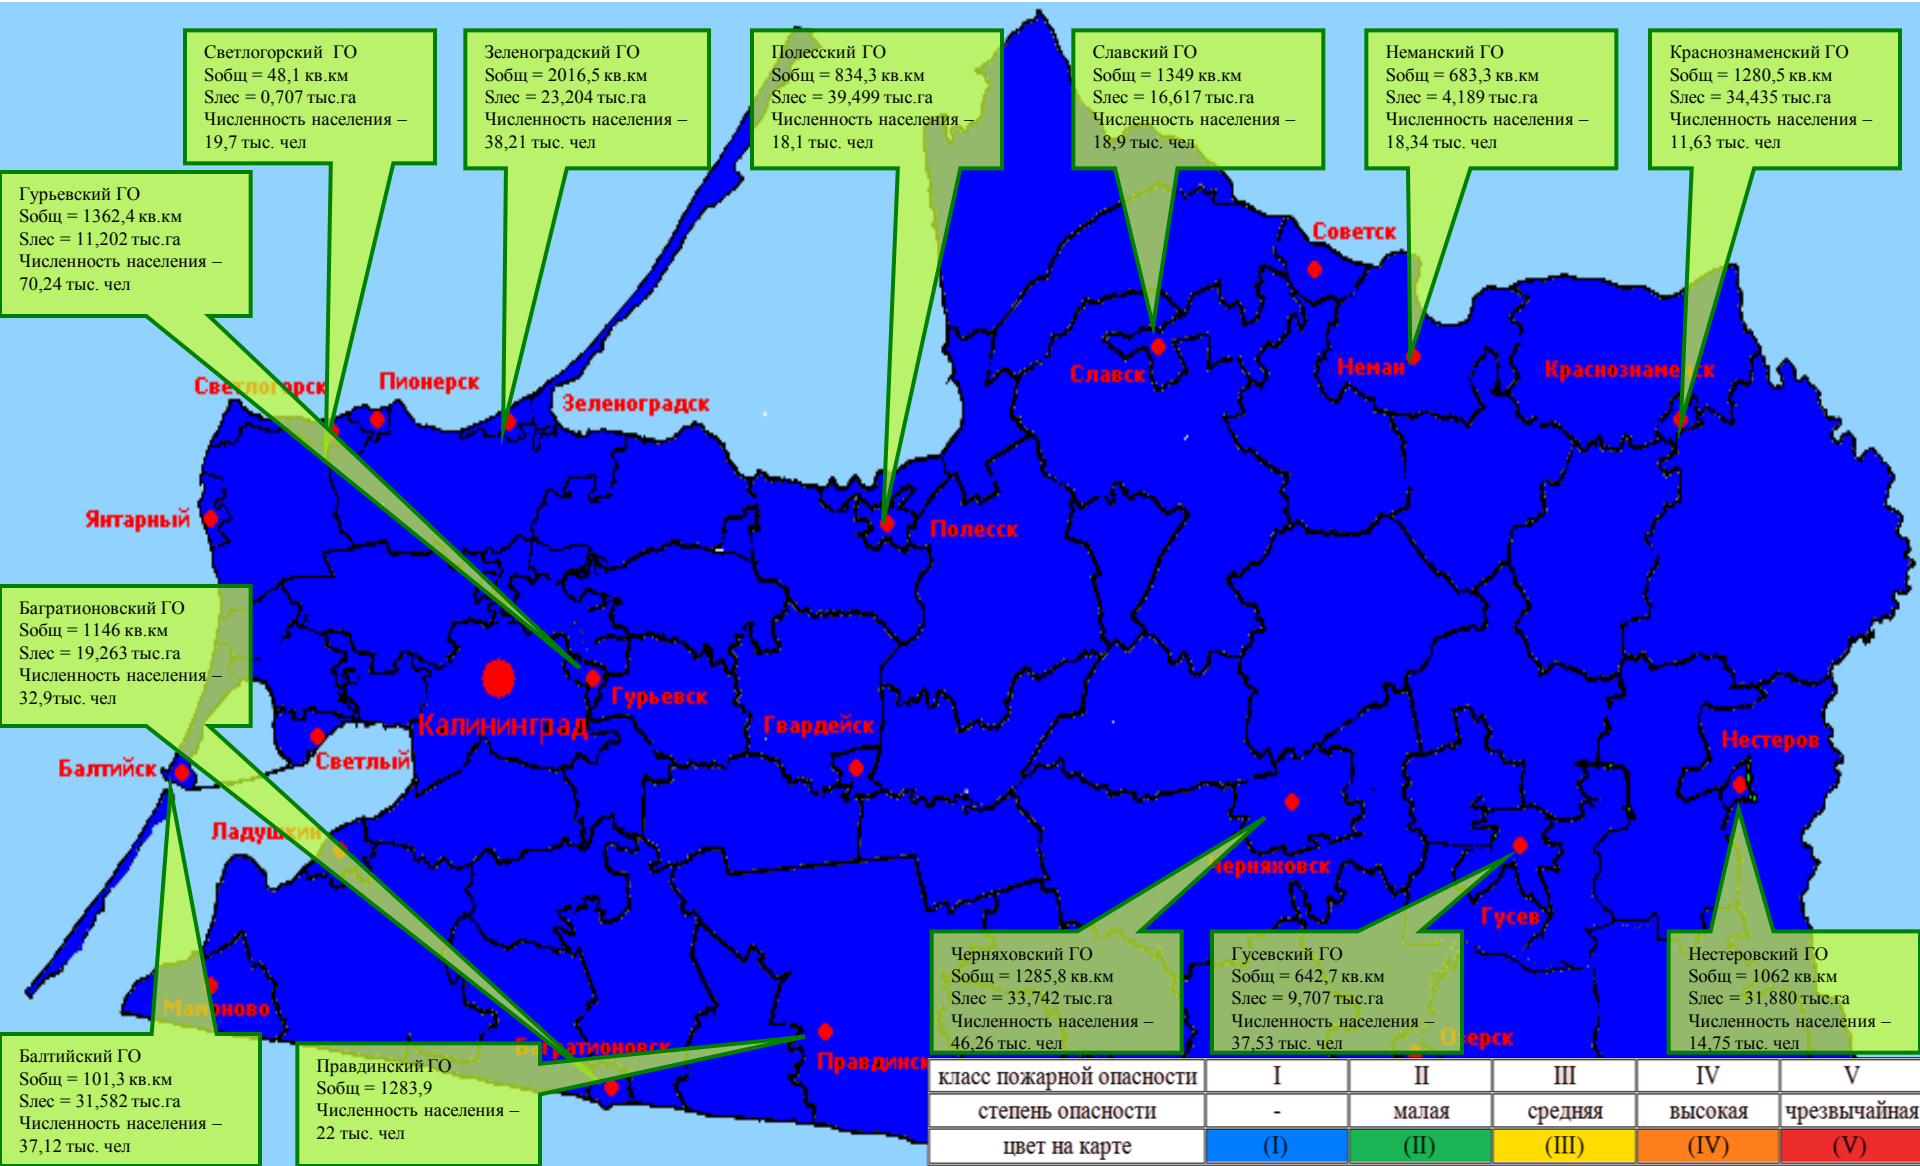 Светлогорский ГО
Sобщ = 48,1 кв.км
Sлес = 0,707 тыс.га
Численность населения –
19,7 тыс. чел
Зеленоградский ГО
Sобщ = 2016,5 кв.км
Sлес = 23,204 тыс.га
Численность населения –
38,21 тыс. чел
Полесский ГО
Sобщ = 834,3 кв.км
Sлес = 39,499 тыс.га
Численность населения –
18,1 тыс. чел
Славский ГО
Sобщ = 1349 кв.км
Sлес = 16,617 тыс.га
Численность населения –
18,9 тыс. чел
Неманский ГО
Sобщ = 683,3 кв.км
Sлес = 4,189 тыс.га
Численность населения –
18,34 тыс. чел
Краснознаменский ГО
Sобщ = 1280,5 кв.км
Sлес = 34,435 тыс.га
Численность населения –
11,63 тыс. чел
Гурьевский ГО
Sобщ = 1362,4 кв.км
Sлес = 11,202 тыс.га
Численность населения –
70,24 тыс. чел
Советск
Светлогорск
Пионерск
Зеленоградск
Славск
Неман
Краснознаменск
Янтарный
Полесск
Багратионовский ГО
Sобщ = 1146 кв.км
Sлес = 19,263 тыс.га
Численность населения –
32,9тыс. чел
Гурьевск
Калининград
Гвардейск
Нестеров
Балтийск
Светлый
Ладушкин
Черняховск
Гусев
Мамоново
Багратионовск
Правдинск
Озерск
Черняховский ГО
Sобщ = 1285,8 кв.км
Sлес = 33,742 тыс.га
Численность населения –
46,26 тыс. чел
Гусевский ГО
Sобщ = 642,7 кв.км
Sлес = 9,707 тыс.га
Численность населения –
37,53 тыс. чел
Нестеровский ГО
Sобщ = 1062 кв.км
Sлес = 31,880 тыс.га
Численность населения –
14,75 тыс. чел
Балтийский ГО
Sобщ = 101,3 кв.км
Sлес = 31,582 тыс.га
Численность населения –
37,12 тыс. чел
Правдинский ГО
Sобщ = 1283,9
Численность населения –
22 тыс. чел
класс пожарной опасности I II III IV V
степень опасности - малая средняя высокая чрезвычайная
цвет на карте (I) (II) (III) (IV) (V)